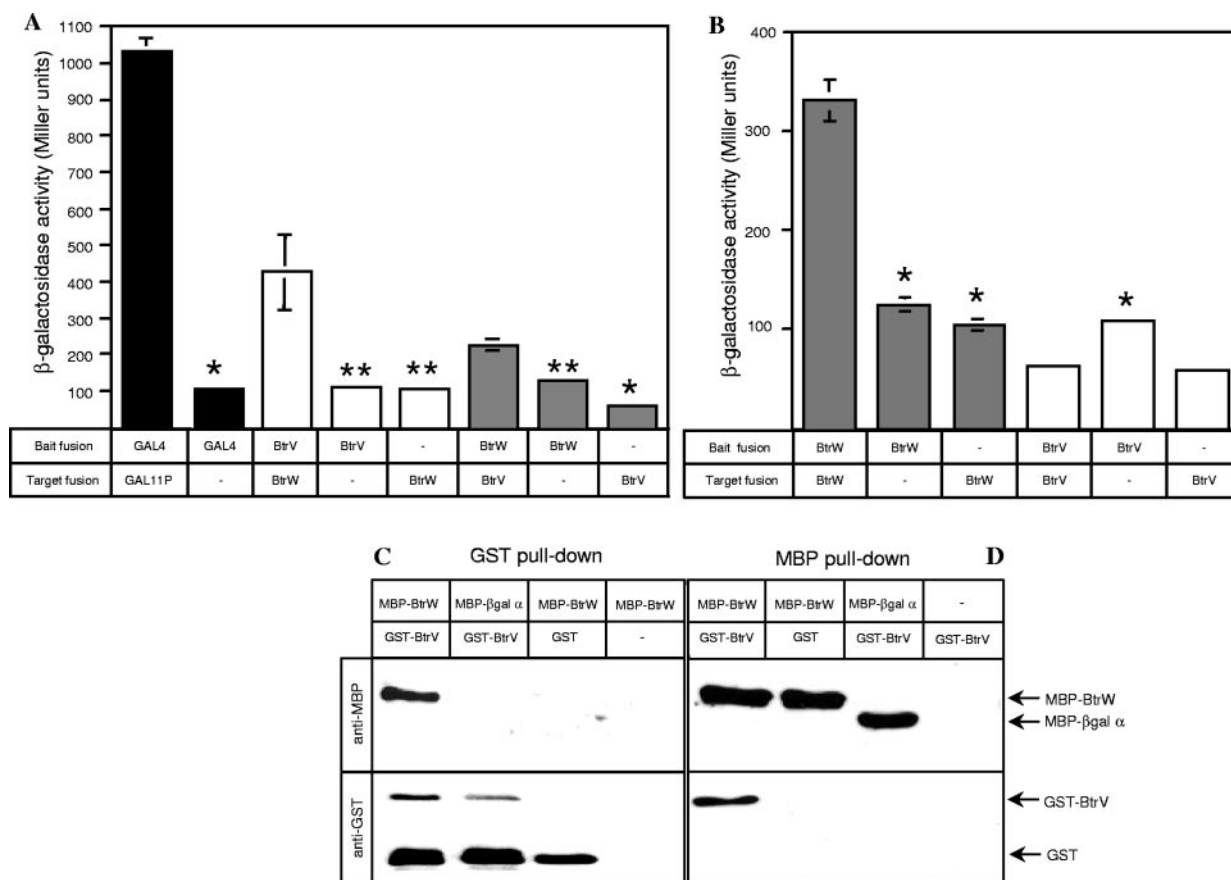 A
β-galactosidase activity (Miller units)
1100
1000
900
800
700
600
500
400
300
200
100
* ** ** ** *
Bait fusion GAL4 GAL4 BtrV BtrV - BtrW BtrW -
Target fusion GAL11P - BtrW - BtrW BtrV - BtrV
B
β-galactosidase activity (Miller units)
400
300
200
100
* * *
Bait fusion BtrW BtrW - BtrV BtrV -
Target fusion BtrW - BtrW BtrV - BtrV
C GST pull-down
MBP-BtrW MBP-βgal α MBP-BtrW MBP-BtrW
GST-BtrV GST-BtrV GST -
MBP pull-down D
MBP-BtrW MBP-BtrW MBP-βgal α -
GST-BtrV GST GST-BtrV GST-BtrV
anti-MBP
MBP-BtrW
MBP-βgal α
anti-GST
GST-BtrV
GST